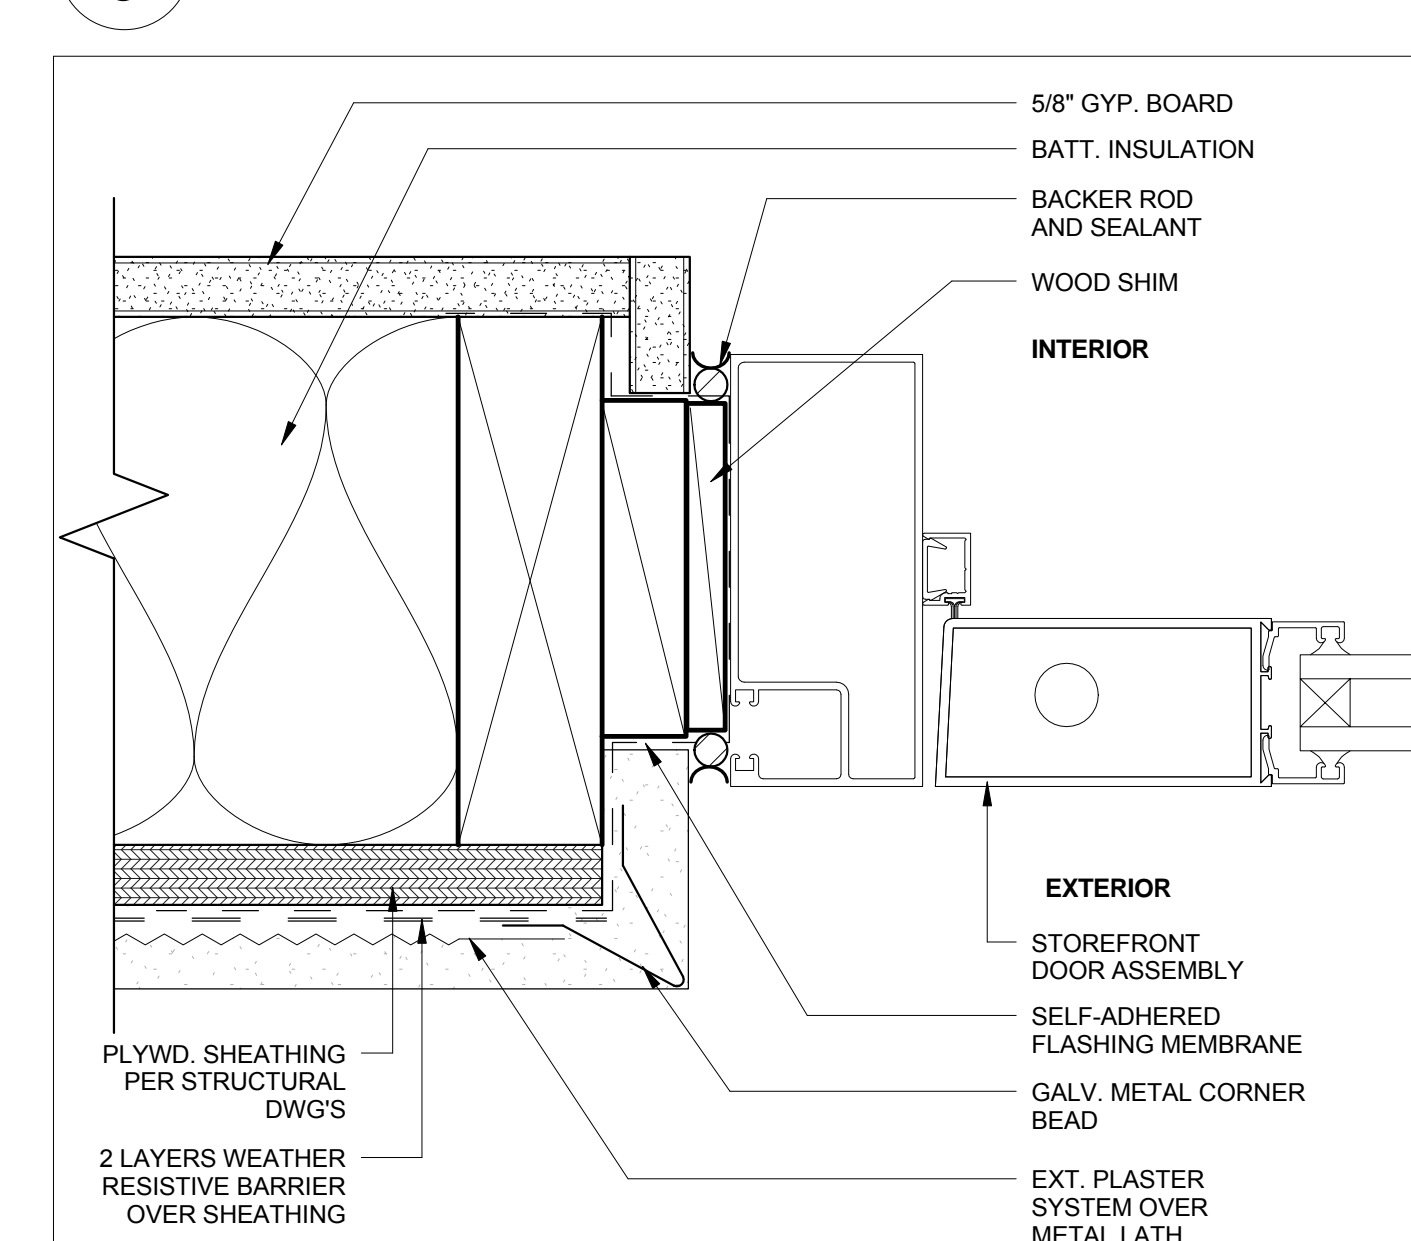 5/8" GYP. BOARD
BATT. INSULATION
BACKER ROD
AND SEALANT
WOOD SHIM
INTERIOR
EXTERIOR
STOREFRONT
DOOR ASSEMBLY
SELF-ADHERED
FLASHING MEMBRANE
GALV. METAL CORNER
BEAD
EXT. PLASTER
SYSTEM OVER
METAL LATH
PLYWD. SHEATHING
PER STRUCTURAL
DWG'S
2 LAYERS WEATHER
RESISTIVE BARRIER
OVER SHEATHING